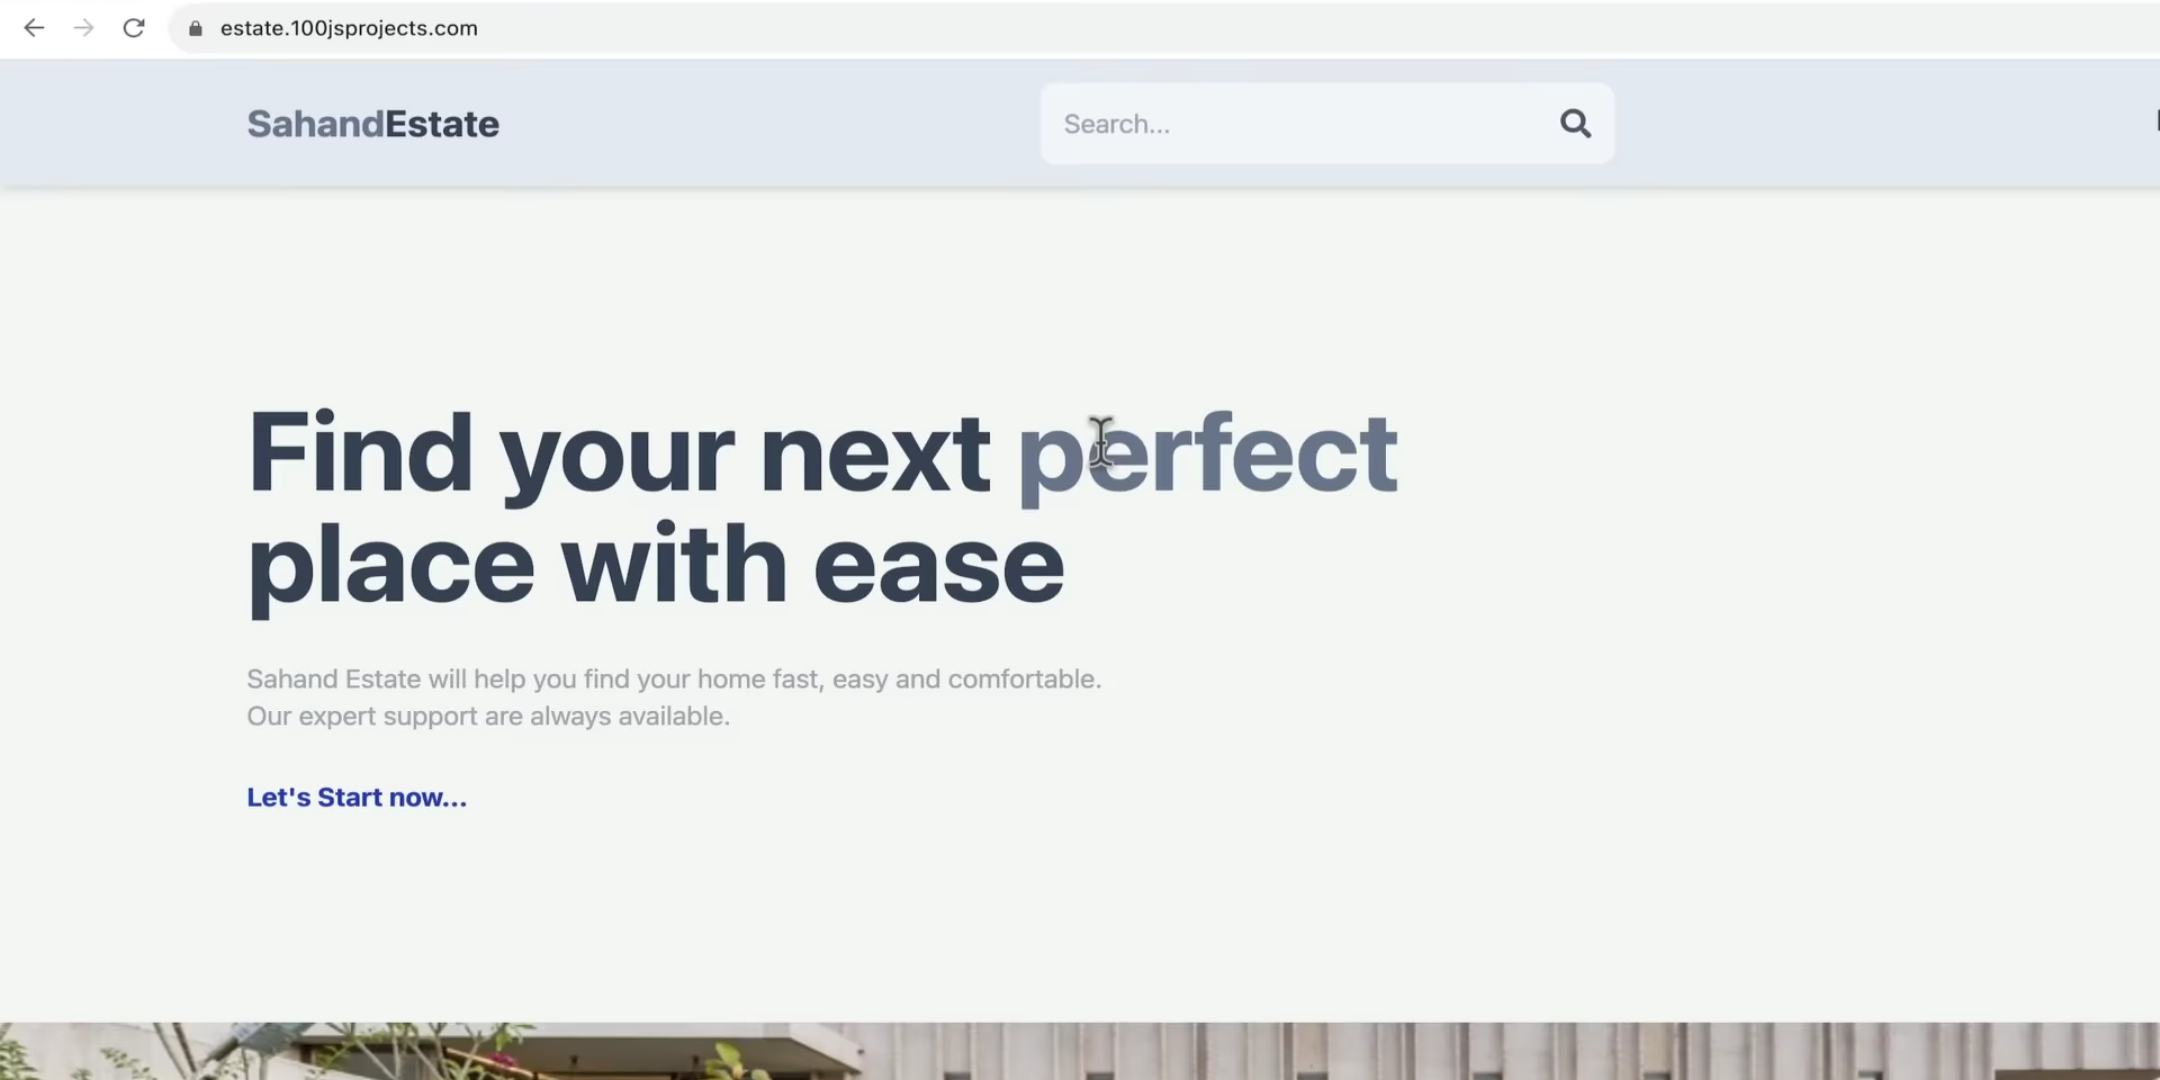 estate.100jsprojects.com
SahandEstate
Search...
Find your next perfect
place with ease
Sahand Estate will help you find your home fast, easy and comfortable.
Our expert support are always available.
Let's Start now...